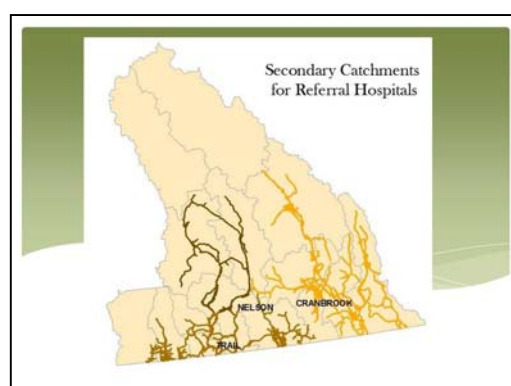 Secondary Catchments
for Referral Hospitals
NELSON
CRANBROOK
TRAIL